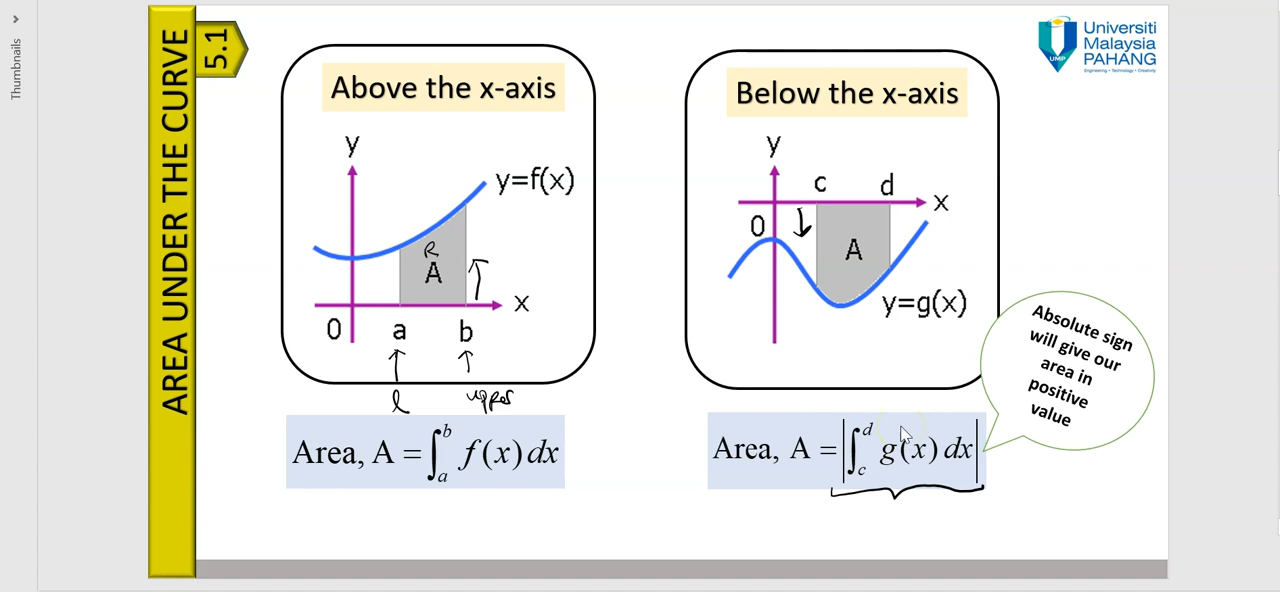 Thumbnails
AREA UNDER THE CURVE
5.1
Universiti
Malaysia
PAHANG
Engineering • Technology • Creativity
UMP
Above the x-axis
y
y=f(x)
R
A
x
0
a
b
l
upper
Area, A = ∫_a^b f(x) dx
Below the x-axis
y
c
d
x
0
A
y=g(x)
Area, A = |∫_c^d g(x) dx|
Absolute sign
will give our
area in
positive
value